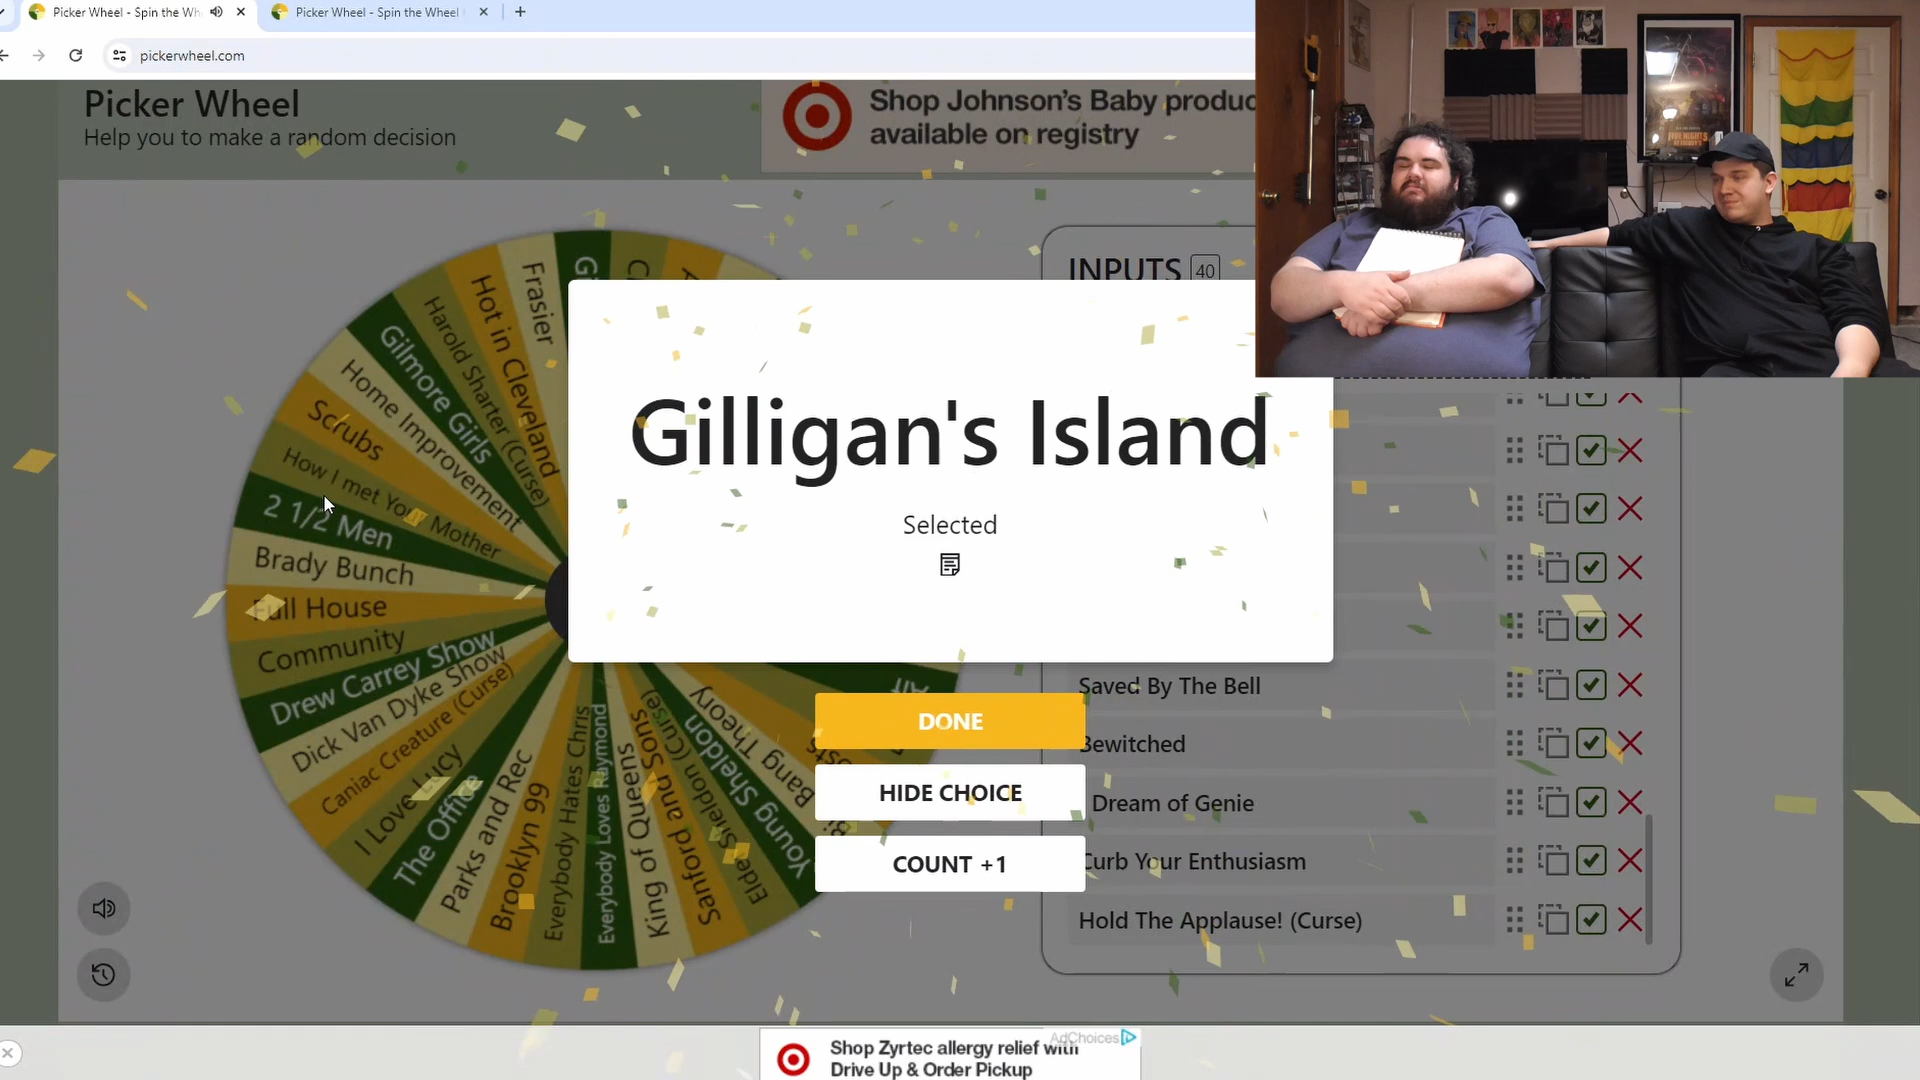 Picker Wheel - Spin the Wh
Picker Wheel - Spin the Wheel
pickerwheel.com
Picker Wheel
Help you to make a random decision
Shop Johnson's Baby produc
available on registry
INPUTS 40
Frasier
Hot in Cleveland
Harold Sharter (Curse)
Gilmore Girls
Home Improvement
Scrubs
How I met Your Mother
2 1/2 Men
Brady Bunch
Full House
Community
Drew Carrey Show
Dick Van Dyke Show
Caniac Creature (Curse)
I Love Lucy
The Office
Parks and Rec
Brooklyn 99
Everybody Hates Chris
Everybody Loves Raymond
King of Queens
Sanford and Sons
Elder Sheldon (Curse)
Young Sheldon
Bang Theory
Alf
Gilligan's Island
Selected
DONE
HIDE CHOICE
COUNT +1
Saved By The Bell
Bewitched
Dream of Genie
Curb Your Enthusiasm
Hold The Applause! (Curse)
AdChoices
Shop Zyrtec allergy relief with
Drive Up & Order Pickup